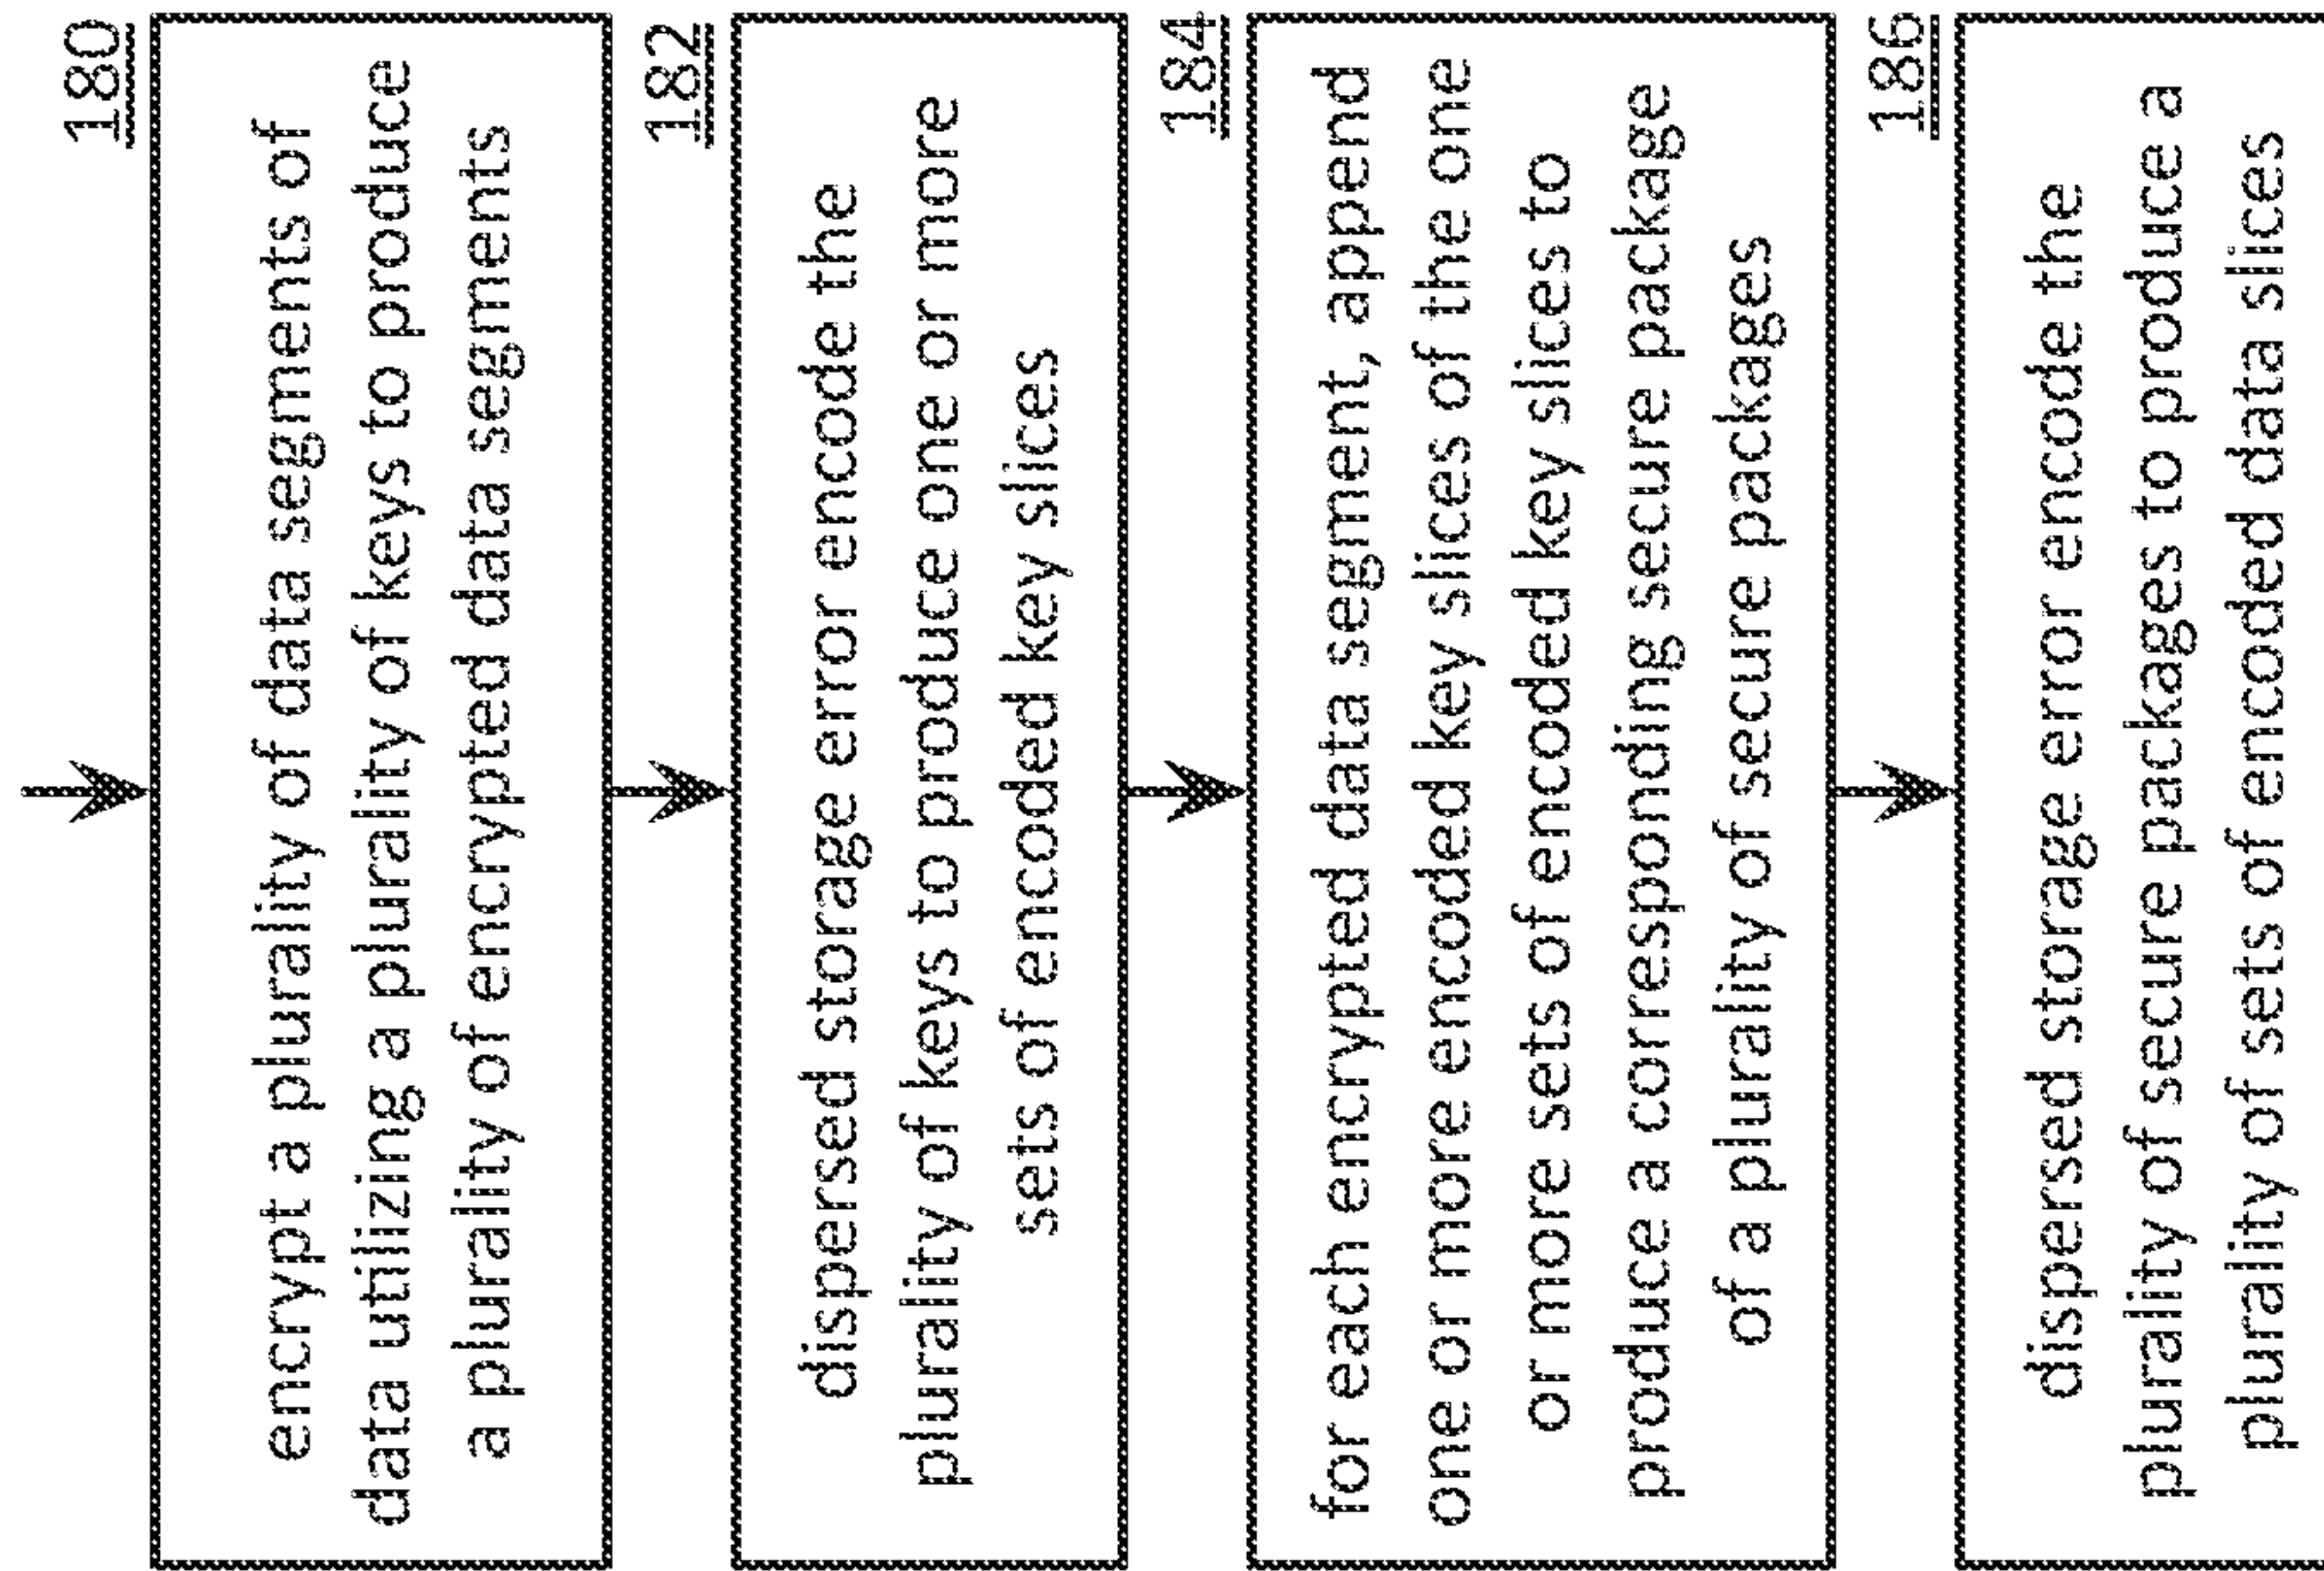 180
encrypt a plurality of data segments of
data utilizing a plurality of keys to produce
a plurality of encrypted data segments
182
dispersed storage error encode the
plurality of keys to produce one or more
sets of encoded key slices
184
for each encrypted data segment, append
one or more encoded key slices of the one
or more sets of encoded key slices to
produce a corresponding secure package
of a plurality of secure packages
186
dispersed storage error encode the
plurality of secure packages to produce a
plurality of sets of encoded data slices